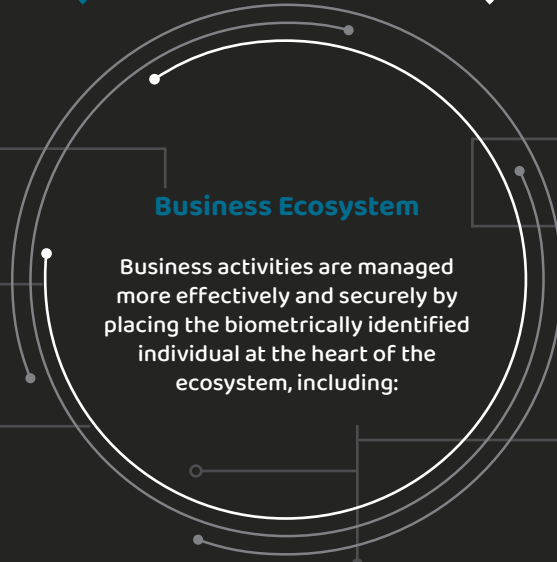 Business Ecosystem
Business activities are managed
more effectively and securely by
placing the biometrically identified
individual at the heart of the
ecosystem, including: